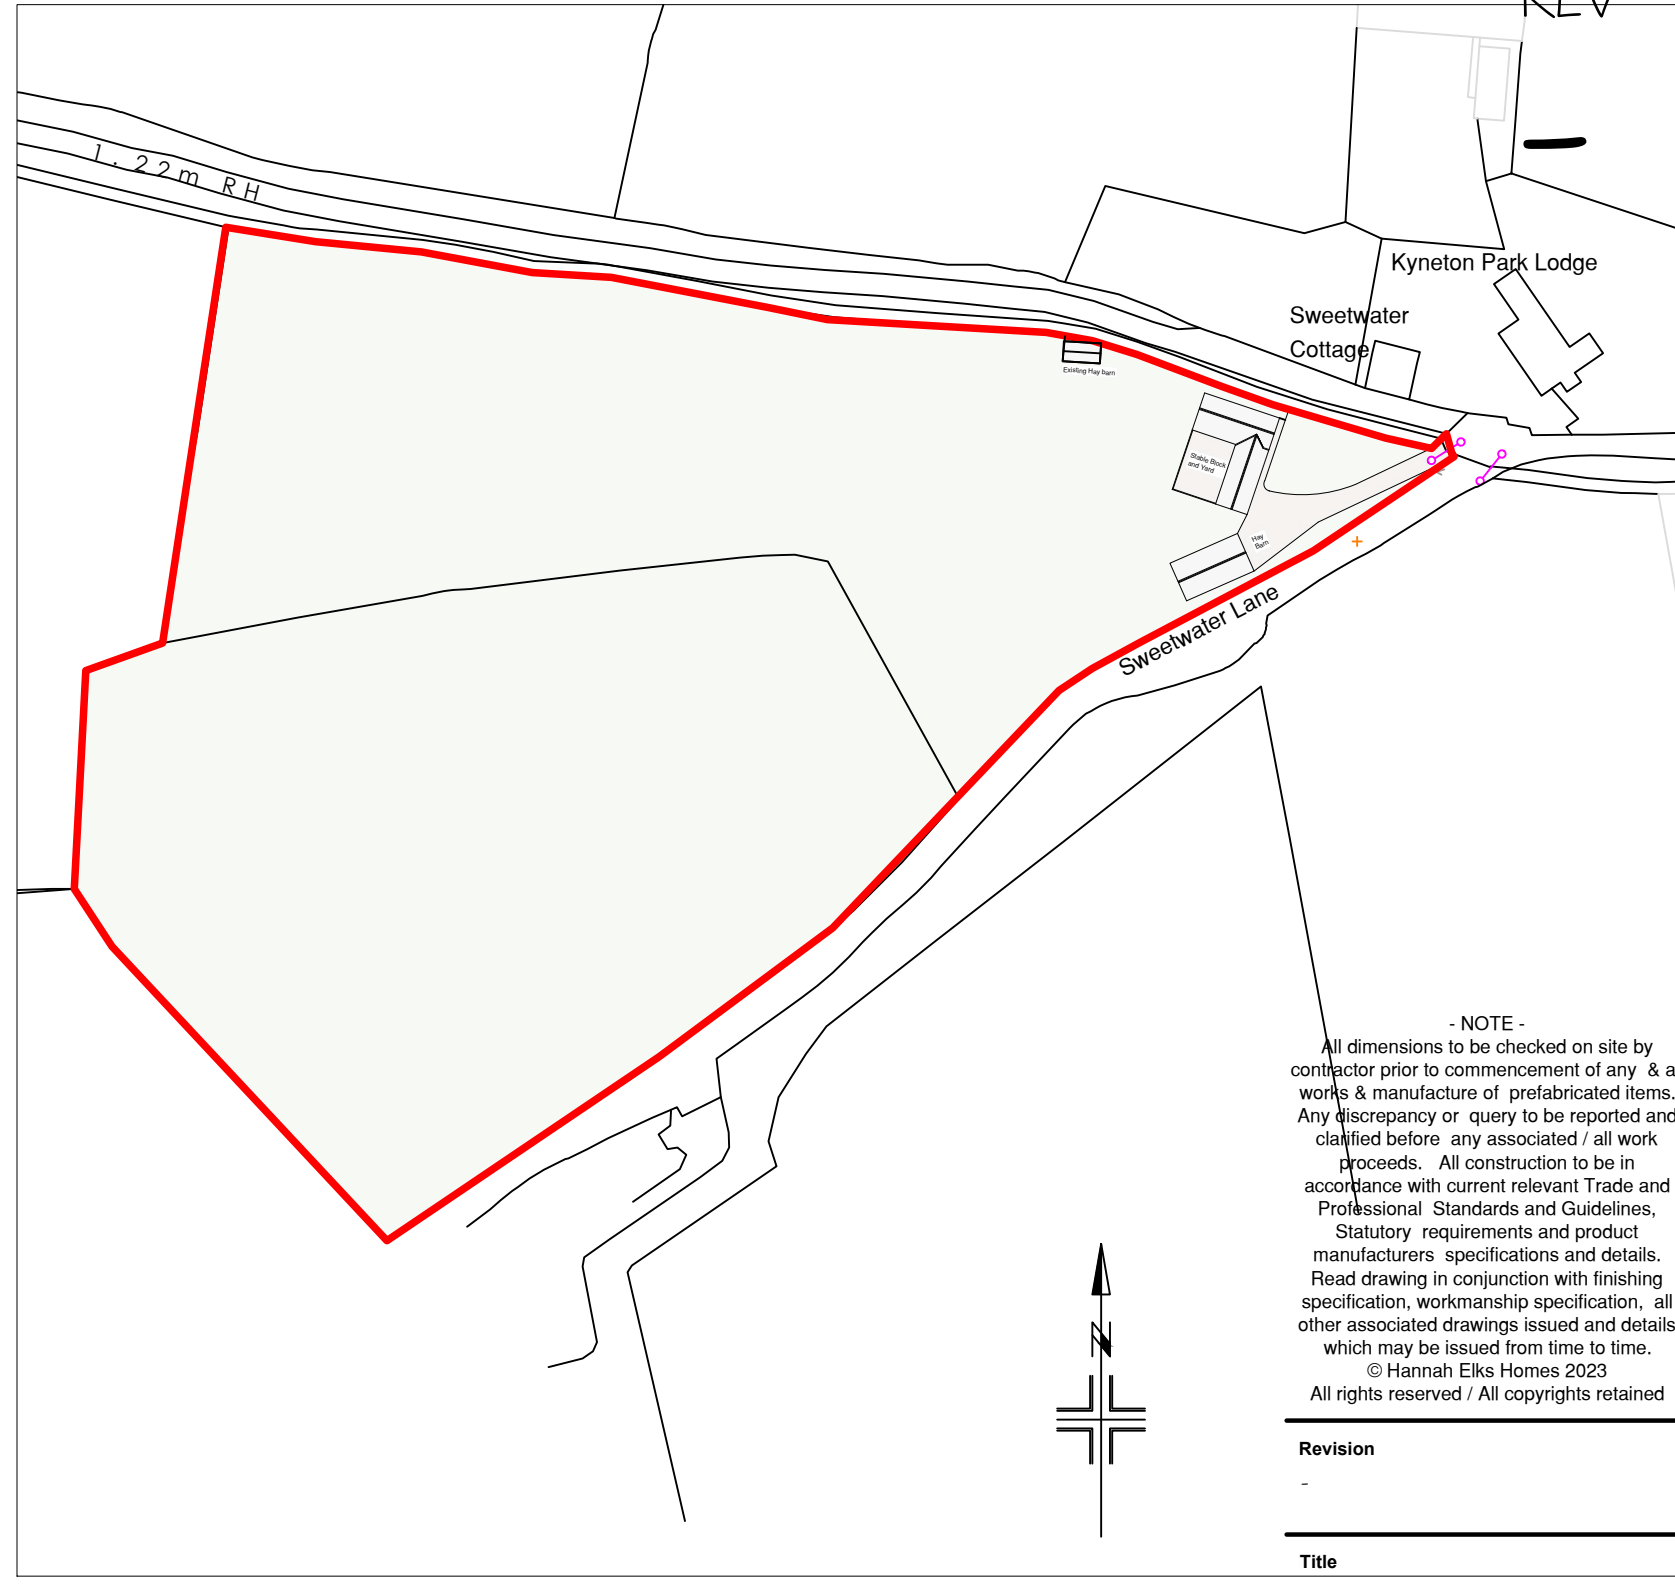 1.22m RH
Kyneton Park Lodge
Sweetwater
Cottage
Existing Hay barn
Stable Block
and Yard
Hay
Barn
Sweetwater Lane
- NOTE -
All dimensions to be checked on site by
contractor prior to commencement of any & a
works & manufacture of prefabricated items.
Any discrepancy or query to be reported and
clarified before any associated / all work
proceeds. All construction to be in
accordance with current relevant Trade and
Professional Standards and Guidelines,
Statutory requirements and product
manufacturers specifications and details.
Read drawing in conjunction with finishing
specification, workmanship specification, all
other associated drawings issued and details
which may be issued from time to time.
© Hannah Elks Homes 2023
All rights reserved / All copyrights retained
N
Revision
-
Title